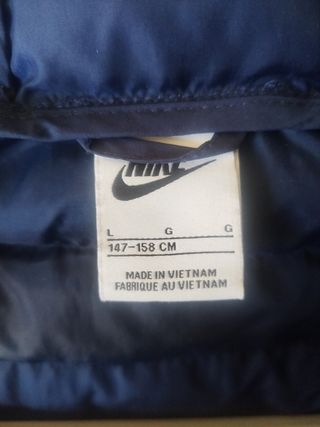 NIKE
L G G
147-158 CM
MADE IN VIETNAM
FABRIQUE AU VIETNAM